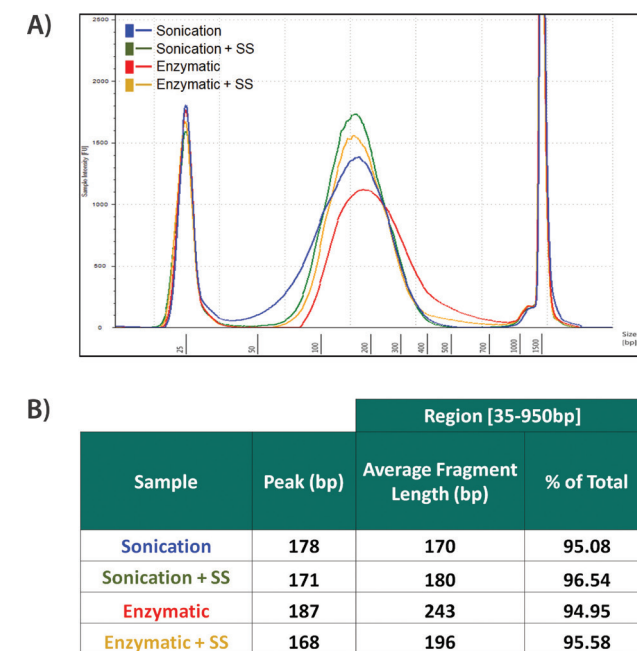 A)
Sonication
Sonication + SS
Enzymatic
Enzymatic + SS
2500
2000
1500
1000
500
0
Sample Intensity [FU]
25
50
100
200
300
400
500
700
1000
1500
Size
[bp]
B)
Region [35-950bp]
Sample Peak (bp) Average Fragment Length (bp) % of Total
Sonication 178 170 95.08
Sonication + SS 171 180 96.54
Enzymatic 187 243 94.95
Enzymatic + SS 168 196 95.58